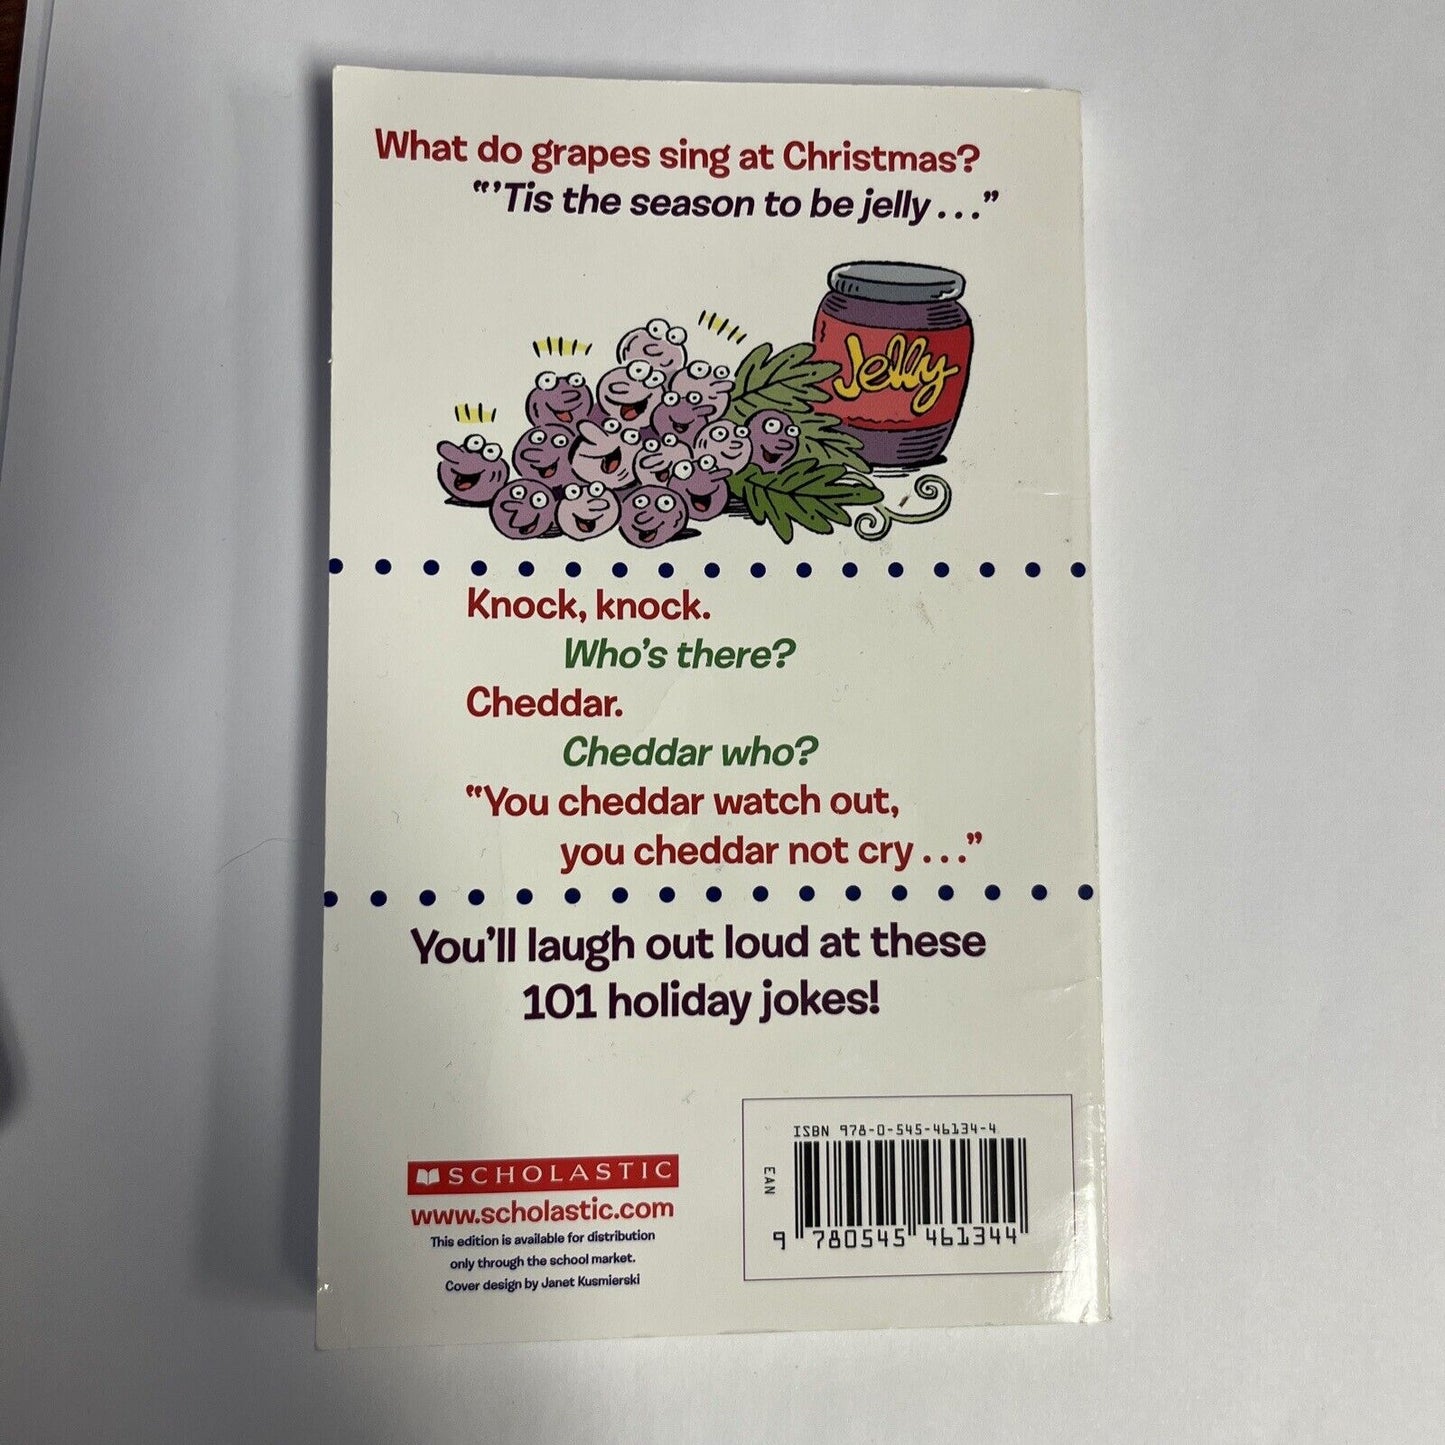 What do grapes sing at Christmas?
“’Tis the season to be jelly . . .”
Jelly
Knock, knock.
Who’s there?
Cheddar.
Cheddar who?
“You cheddar watch out,
you cheddar not cry . . .”
You’ll laugh out loud at these
101 holiday jokes!
SCHOLASTIC
www.scholastic.com
This edition is available for distribution
only through the school market.
Cover design by Janet Kusmierski
ISBN 978-0-545-46134-4
EAN
9 780545 461344